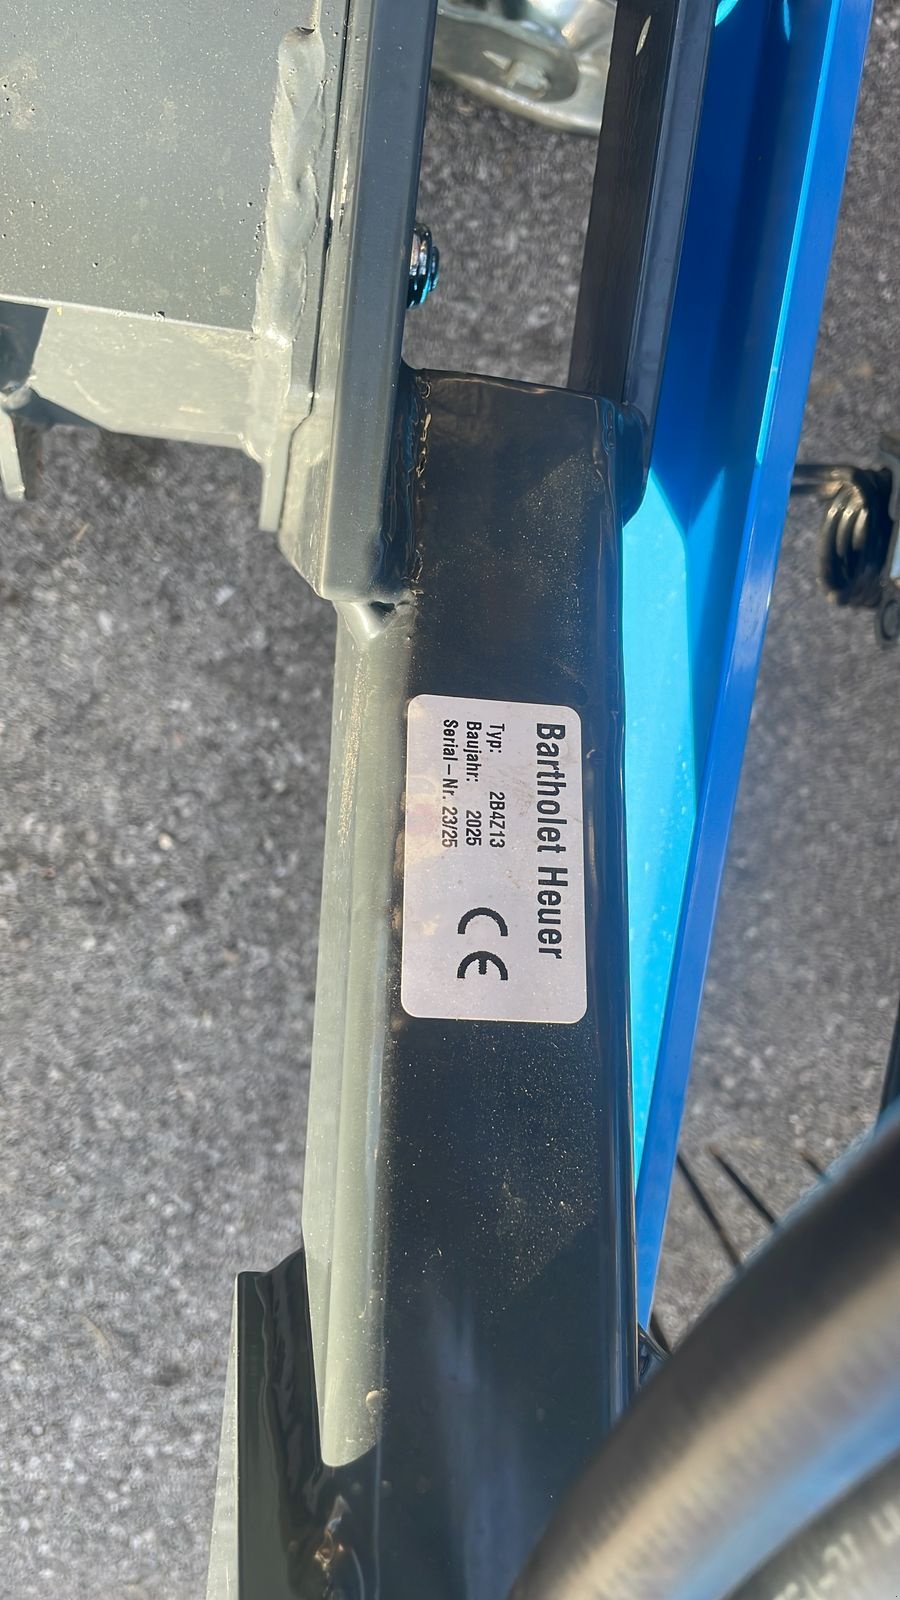 Bartholet Heuer
Typ: 2B4Z13
Baujahr: 2025
Serial-Nr. 23/25
CE